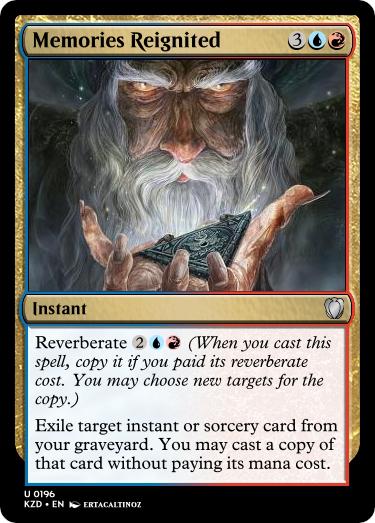 Memories Reignited 3
Instant
Reverberate 2 (When you cast this
spell, copy it if you paid its reverberate
cost. You may choose new targets for the
copy.)
Exile target instant or sorcery card from
your graveyard. You may cast a copy of
that card without paying its mana cost.
U 0196
KZD • EN ERTACALTINOZ